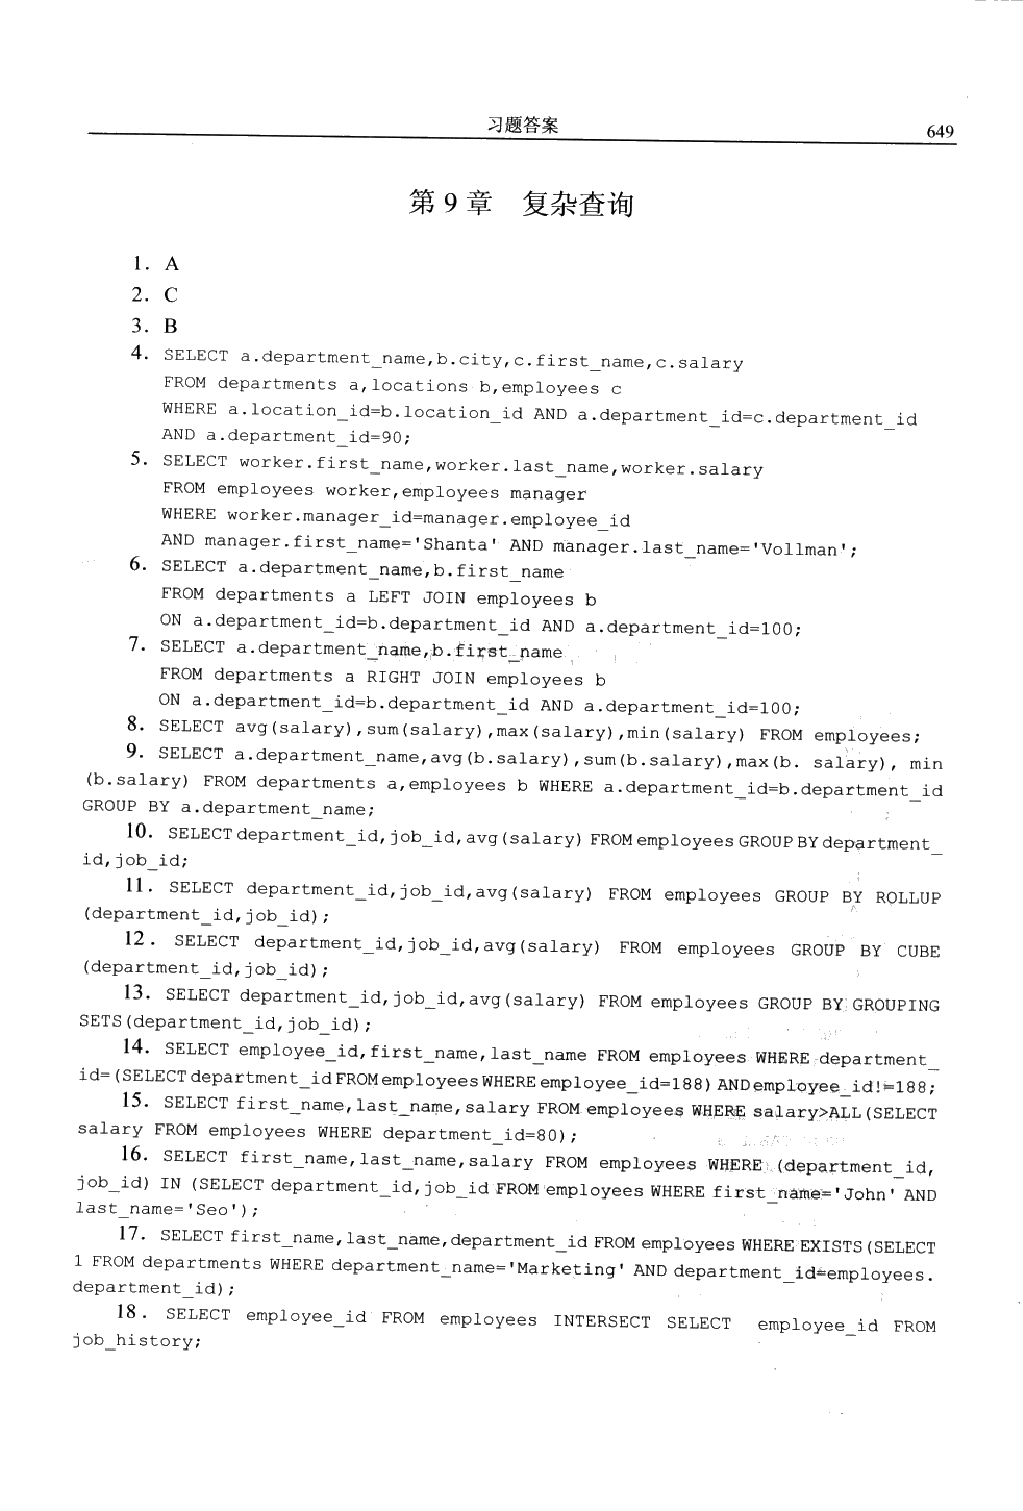 习题答案
649
第 9 章 复杂查询
1. A
2. C
3. B
4. SELECT a.department_name,b.city,c.first_name,c.salary
FROM departments a,locations b,employees c
WHERE a.location_id=b.location_id AND a.department_id=c.department_id
AND a.department_id=90;
5. SELECT worker.first_name,worker.last_name,worker.salary
FROM employees worker,employees manager
WHERE worker.manager_id=manager.employee_id
AND manager.first_name='Shanta' AND manager.last_name='Vollman';
6. SELECT a.department_name,b.first_name
FROM departments a LEFT JOIN employees b
ON a.department_id=b.department_id AND a.department_id=100;
7. SELECT a.department_name,b.first_name
FROM departments a RIGHT JOIN employees b
ON a.department_id=b.department_id AND a.department_id=100;
8. SELECT avg(salary),sum(salary),max(salary),min(salary) FROM employees;
9. SELECT a.department_name,avg(b.salary),sum(b.salary),max(b. salary), min
(b.salary) FROM departments a,employees b WHERE a.department_id=b.department_id
GROUP BY a.department_name;
10. SELECT department_id,job_id,avg(salary) FROM employees GROUP BY department_
id,job_id;
11. SELECT department_id,job_id,avg(salary) FROM employees GROUP BY ROLLUP
(department_id,job_id);
12. SELECT department_id,job_id,avg(salary) FROM employees GROUP BY CUBE
(department_id,job_id);
13. SELECT department_id,job_id,avg(salary) FROM employees GROUP BY GROUPING
SETS(department_id,job_id);
14. SELECT employee_id,first_name,last_name FROM employees WHERE department_
id=(SELECT department_id FROM employees WHERE employee_id=188) AND employee_id!=188;
15. SELECT first_name,last_name,salary FROM employees WHERE salary>ALL(SELECT
salary FROM employees WHERE department_id=80);
16. SELECT first_name,last_name,salary FROM employees WHERE (department_id,
job_id) IN (SELECT department_id,job_id FROM employees WHERE first_name='John' AND
last_name='Seo');
17. SELECT first_name,last_name,department_id FROM employees WHERE EXISTS(SELECT
1 FROM departments WHERE department_name='Marketing' AND department_id=employees.
department_id);
18. SELECT employee_id FROM employees INTERSECT SELECT employee_id FROM
job_history;